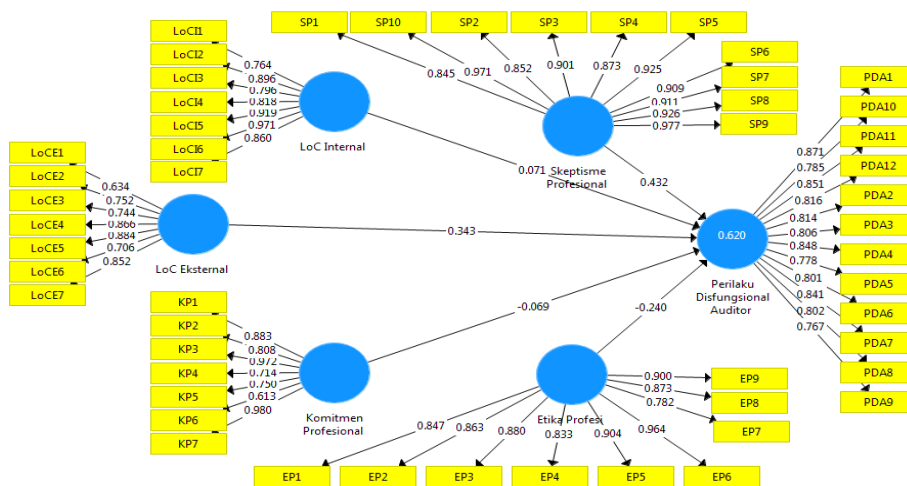 SP1
SP10
SP2
SP3
SP4
SP5
0.845
0.971
0.852
0.901
0.873
0.925
SP6
SP7
SP8
SP9
0.909
0.911
0.926
0.977
Skeptisme
Profesional
0.432
LoCI1
LoCI2
LoCI3
LoCI4
LoCI5
LoCI6
LoCI7
0.764
0.896
0.796
0.818
0.919
0.971
0.860
LoC Internal
0.071
LoCE1
LoCE2
LoCE3
LoCE4
LoCE5
LoCE6
LoCE7
0.634
0.752
0.744
0.866
0.884
0.706
0.852
LoC Eksternal
0.343
PDA1
PDA10
PDA11
PDA12
PDA2
PDA3
PDA4
PDA5
PDA6
PDA7
PDA8
PDA9
0.871
0.785
0.851
0.816
0.814
0.806
0.848
0.778
0.801
0.841
0.802
0.767
0.620
Perilaku
Disfungsional
Auditor
KP1
KP2
KP3
KP4
KP5
KP6
KP7
0.883
0.808
0.972
0.714
0.750
0.613
0.980
Komitmen
Profesional
-0.069
-0.240
Etika Profesi
0.900
0.873
0.782
EP9
EP8
EP7
0.847
0.863
0.880
0.833
0.904
0.964
EP1
EP2
EP3
EP4
EP5
EP6